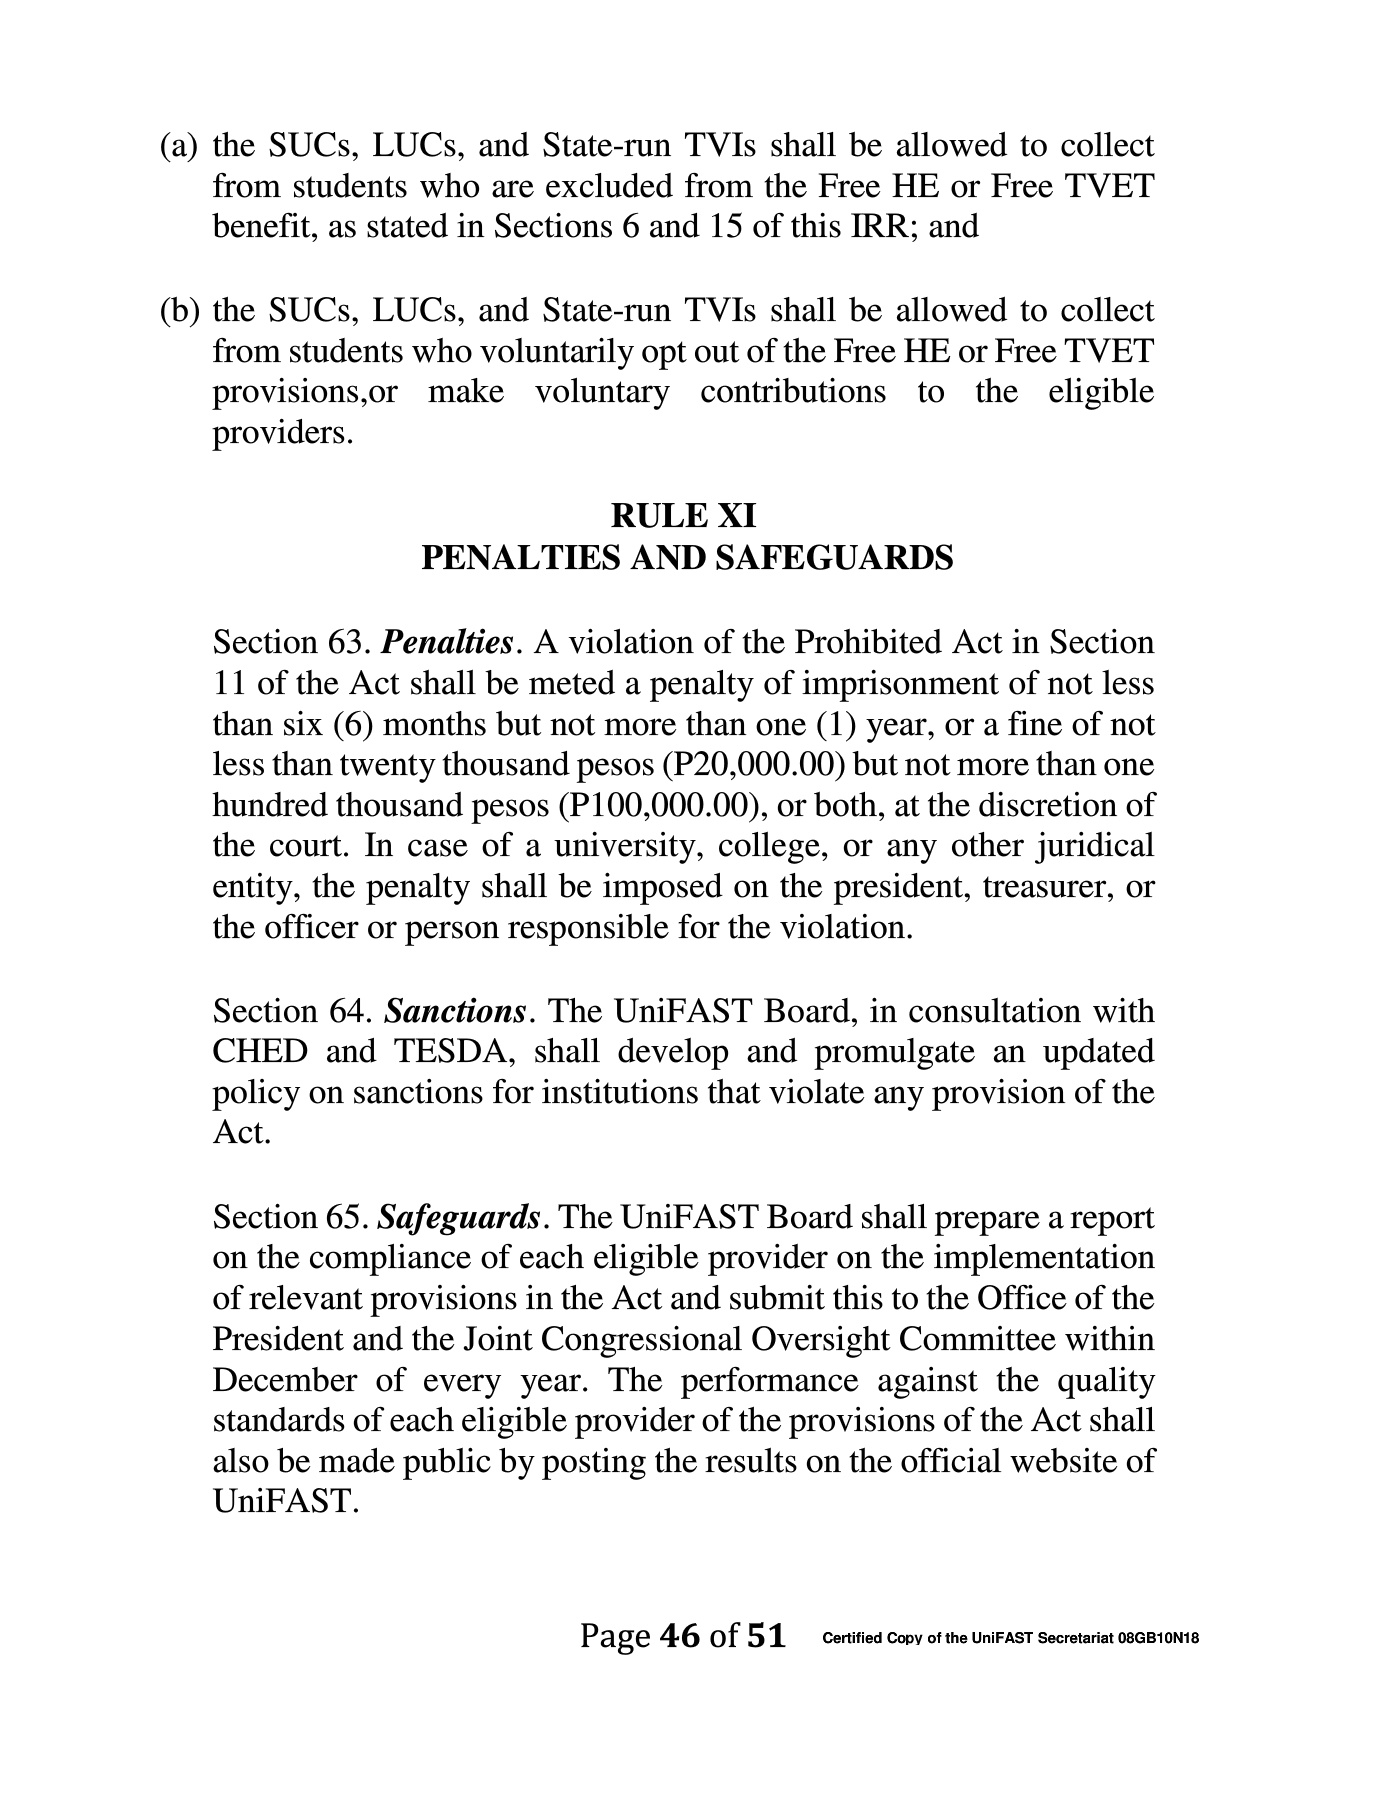 (a) the SUCs, LUCs, and State-run TVIs shall be allowed to collect
from students who are excluded from the Free HE or Free TVET
benefit, as stated in Sections 6 and 15 of this IRR; and
(b) the SUCs, LUCs, and State-run TVIs shall be allowed to collect
from students who voluntarily opt out of the Free HE or Free TVET
provisions,or make voluntary contributions to the eligible
providers.
RULE XI
PENALTIES AND SAFEGUARDS
Section 63. Penalties. A violation of the Prohibited Act in Section
11 of the Act shall be meted a penalty of imprisonment of not less
than six (6) months but not more than one (1) year, or a fine of not
less than twenty thousand pesos (P20,000.00) but not more than one
hundred thousand pesos (P100,000.00), or both, at the discretion of
the court. In case of a university, college, or any other juridical
entity, the penalty shall be imposed on the president, treasurer, or
the officer or person responsible for the violation.
Section 64. Sanctions. The UniFAST Board, in consultation with
CHED and TESDA, shall develop and promulgate an updated
policy on sanctions for institutions that violate any provision of the
Act.
Section 65. Safeguards. The UniFAST Board shall prepare a report
on the compliance of each eligible provider on the implementation
of relevant provisions in the Act and submit this to the Office of the
President and the Joint Congressional Oversight Committee within
December of every year. The performance against the quality
standards of each eligible provider of the provisions of the Act shall
also be made public by posting the results on the official website of
UniFAST.
Page 46 of 51 Certified Copy of the UniFAST Secretariat 08GB10N18